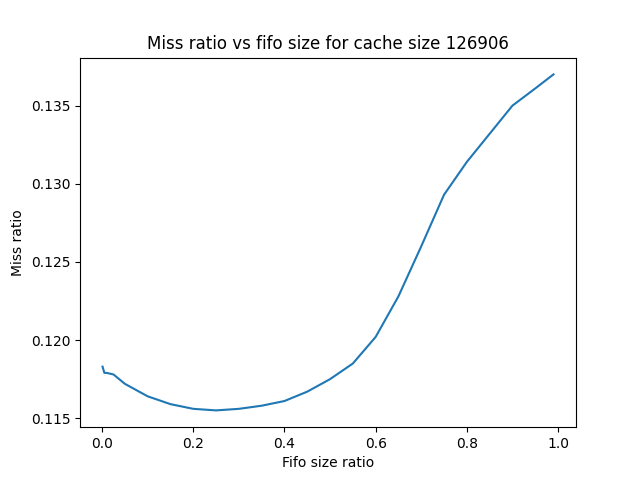 Miss ratio vs fifo size for cache size 126906
0.135
0.130
0.125
0.120
0.115
Miss ratio
0.0 0.2 0.4 0.6 0.8 1.0
Fifo size ratio